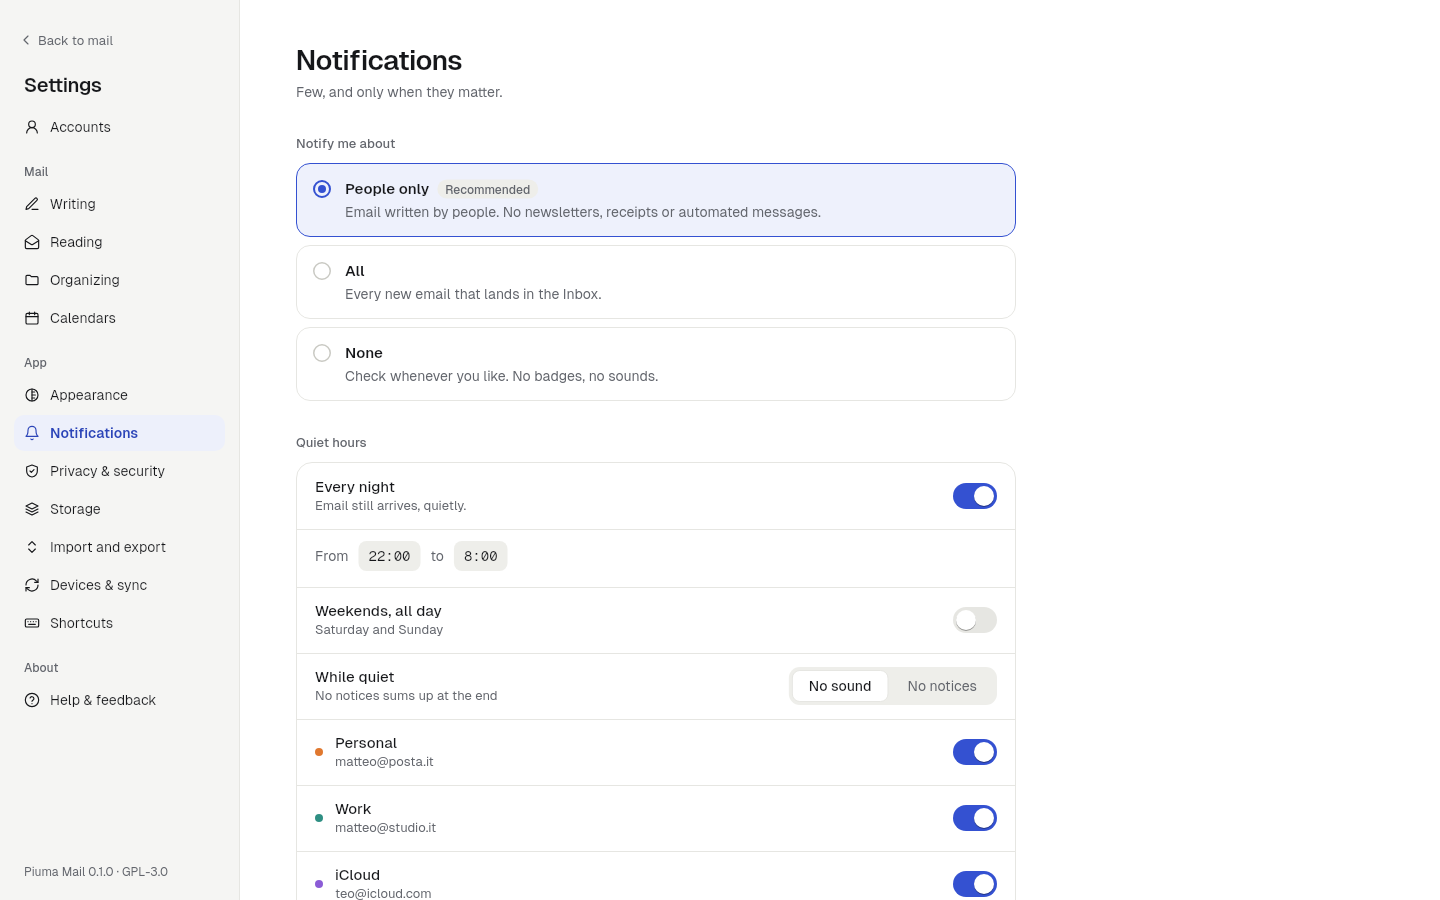 Back to mail
Settings
Accounts
Mail
Writing
Reading
Organizing
Calendars
App
Appearance
Notifications
Privacy & security
Storage
Import and export
Devices & sync
Shortcuts
About
Help & feedback
Piuma Mail 0.1.0 · GPL-3.0
Notifications
Few, and only when they matter.
Notify me about
People only Recommended
Email written by people. No newsletters, receipts or automated messages.
All
Every new email that lands in the Inbox.
None
Check whenever you like. No badges, no sounds.
Quiet hours
Every night
Email still arrives, quietly.
From 22:00 to 8:00
Weekends, all day
Saturday and Sunday
While quiet
No notices sums up at the end
No sound No notices
Personal
matteo@posta.it
Work
matteo@studio.it
iCloud
teo@icloud.com